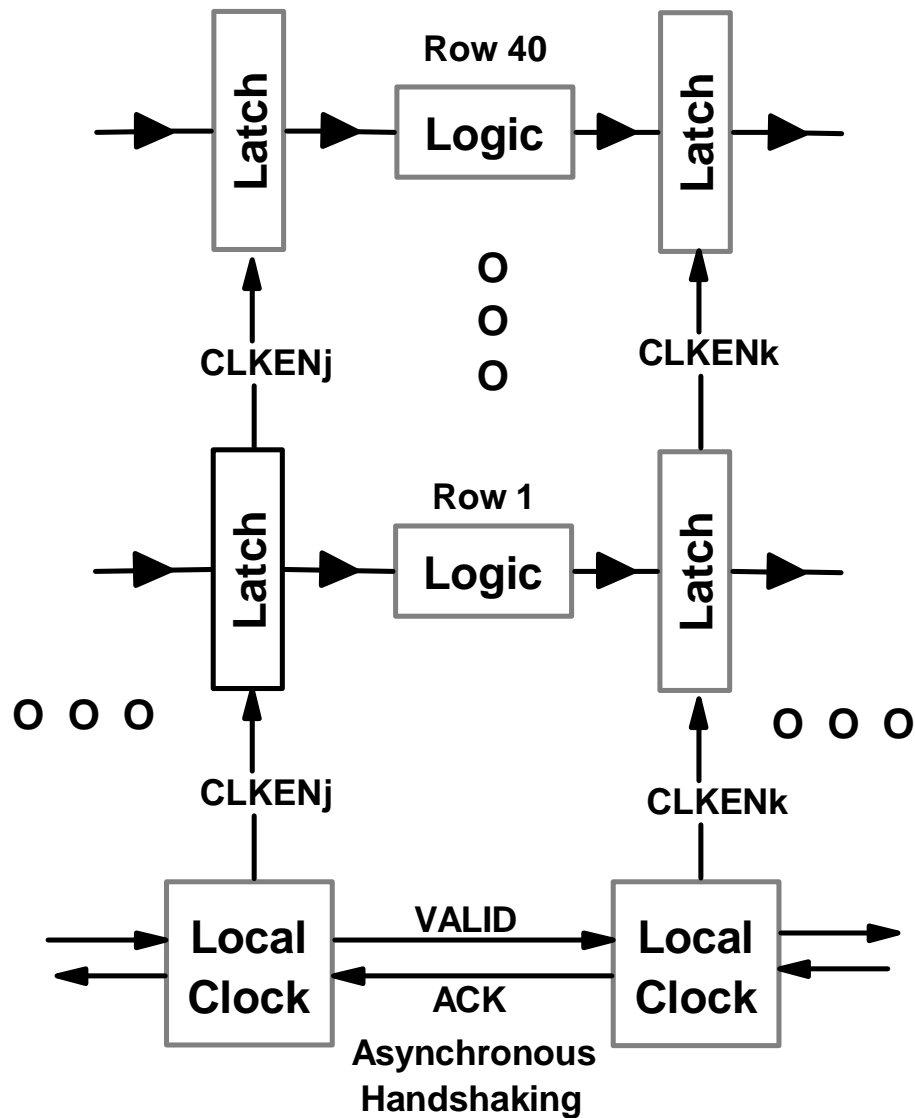 Row 40
Latch
Logic
Latch
O
O
O
CLKENj
CLKENk
Row 1
Latch
Logic
Latch
O O O
O O O
CLKENj
CLKENk
Local
Clock
VALID
ACK
Local
Clock
Asynchronous
Handshaking